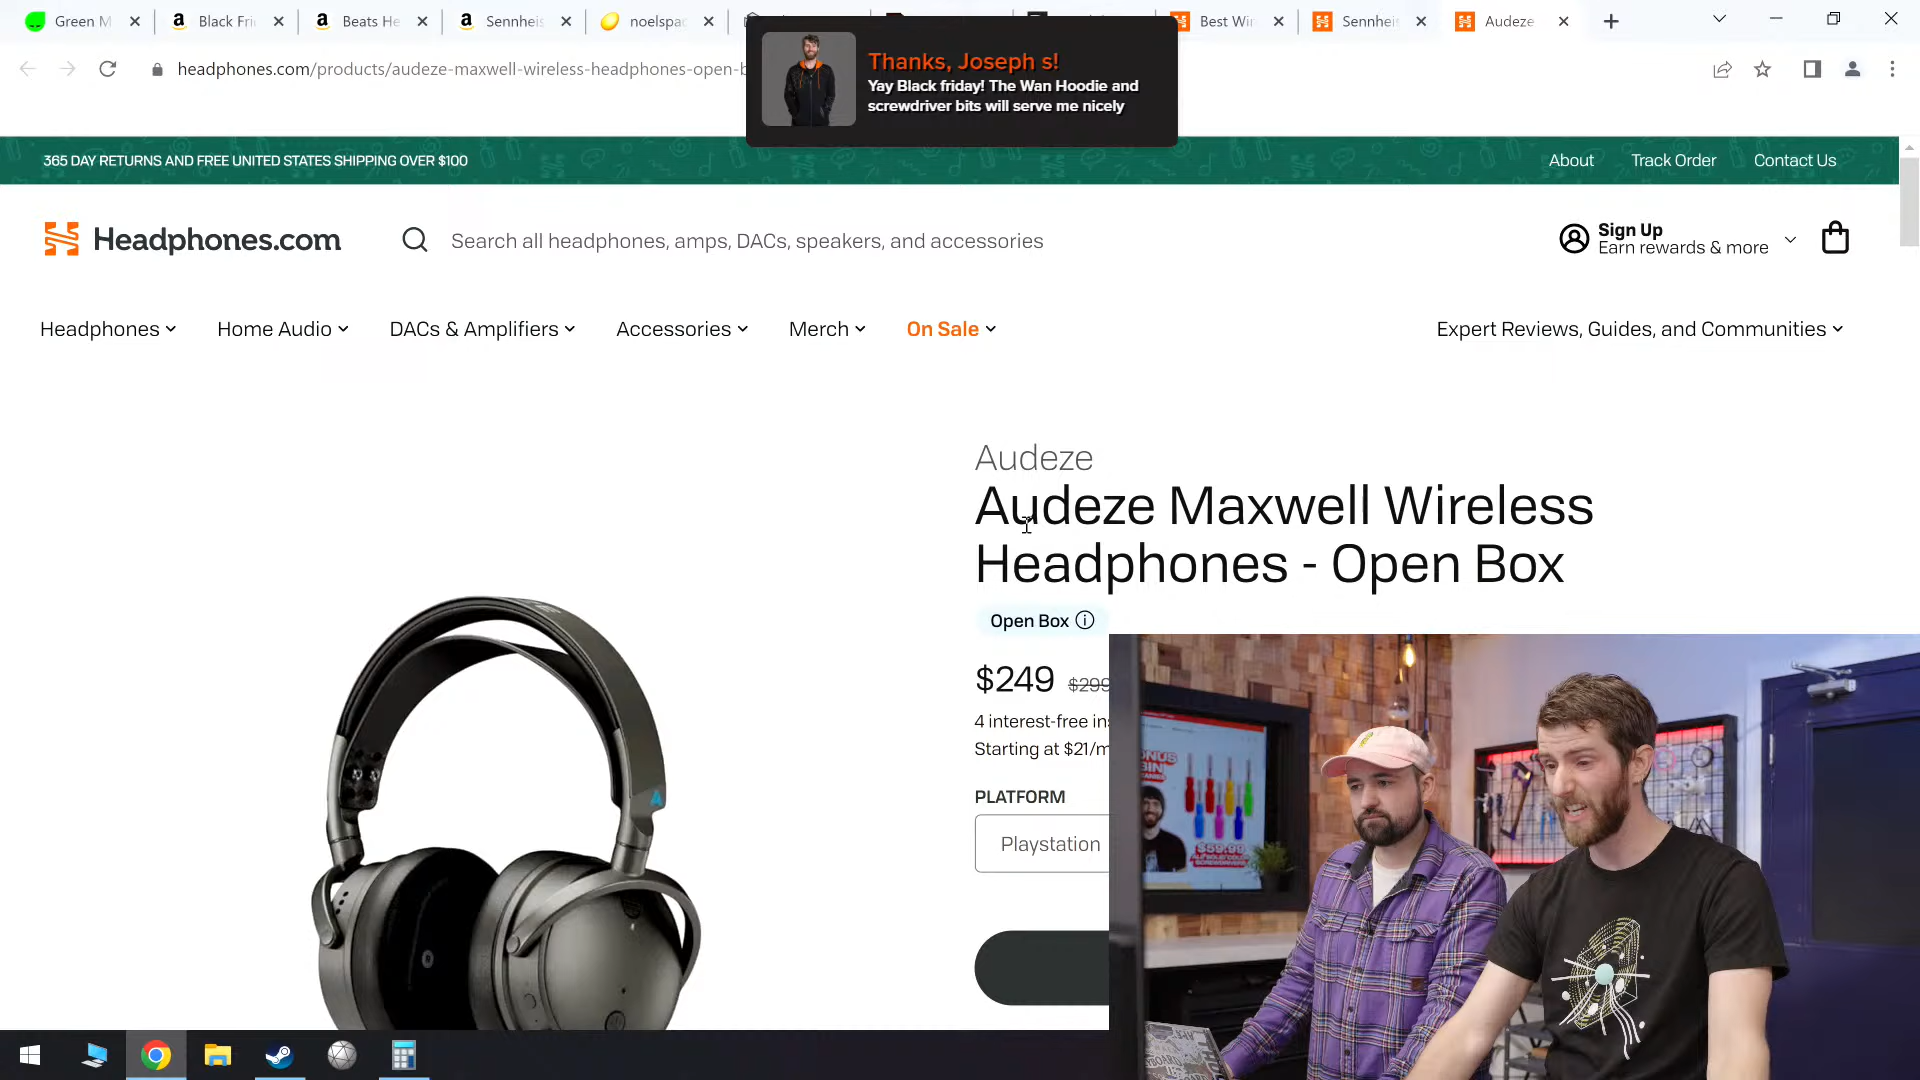 Green M
Black Fri
Beats He
Sennheis
noelspac
Best Wir
Sennheis
Audeze
headphones.com/products/audeze-maxwell-wireless-headphones-open-b
Thanks, Joseph s!
Yay Black friday! The Wan Hoodie and
screwdriver bits will serve me nicely
365 DAY RETURNS AND FREE UNITED STATES SHIPPING OVER $100
About
Track Order
Contact Us
Headphones.com
Search all headphones, amps, DACs, speakers, and accessories
Sign Up
Earn rewards & more
Headphones
Home Audio
DACs & Amplifiers
Accessories
Merch
On Sale
Expert Reviews, Guides, and Communities
Audeze
Audeze Maxwell Wireless
Headphones - Open Box
Open Box
$249 $299
4 interest-free in
Starting at $21/m
PLATFORM
Playstation
$59.99